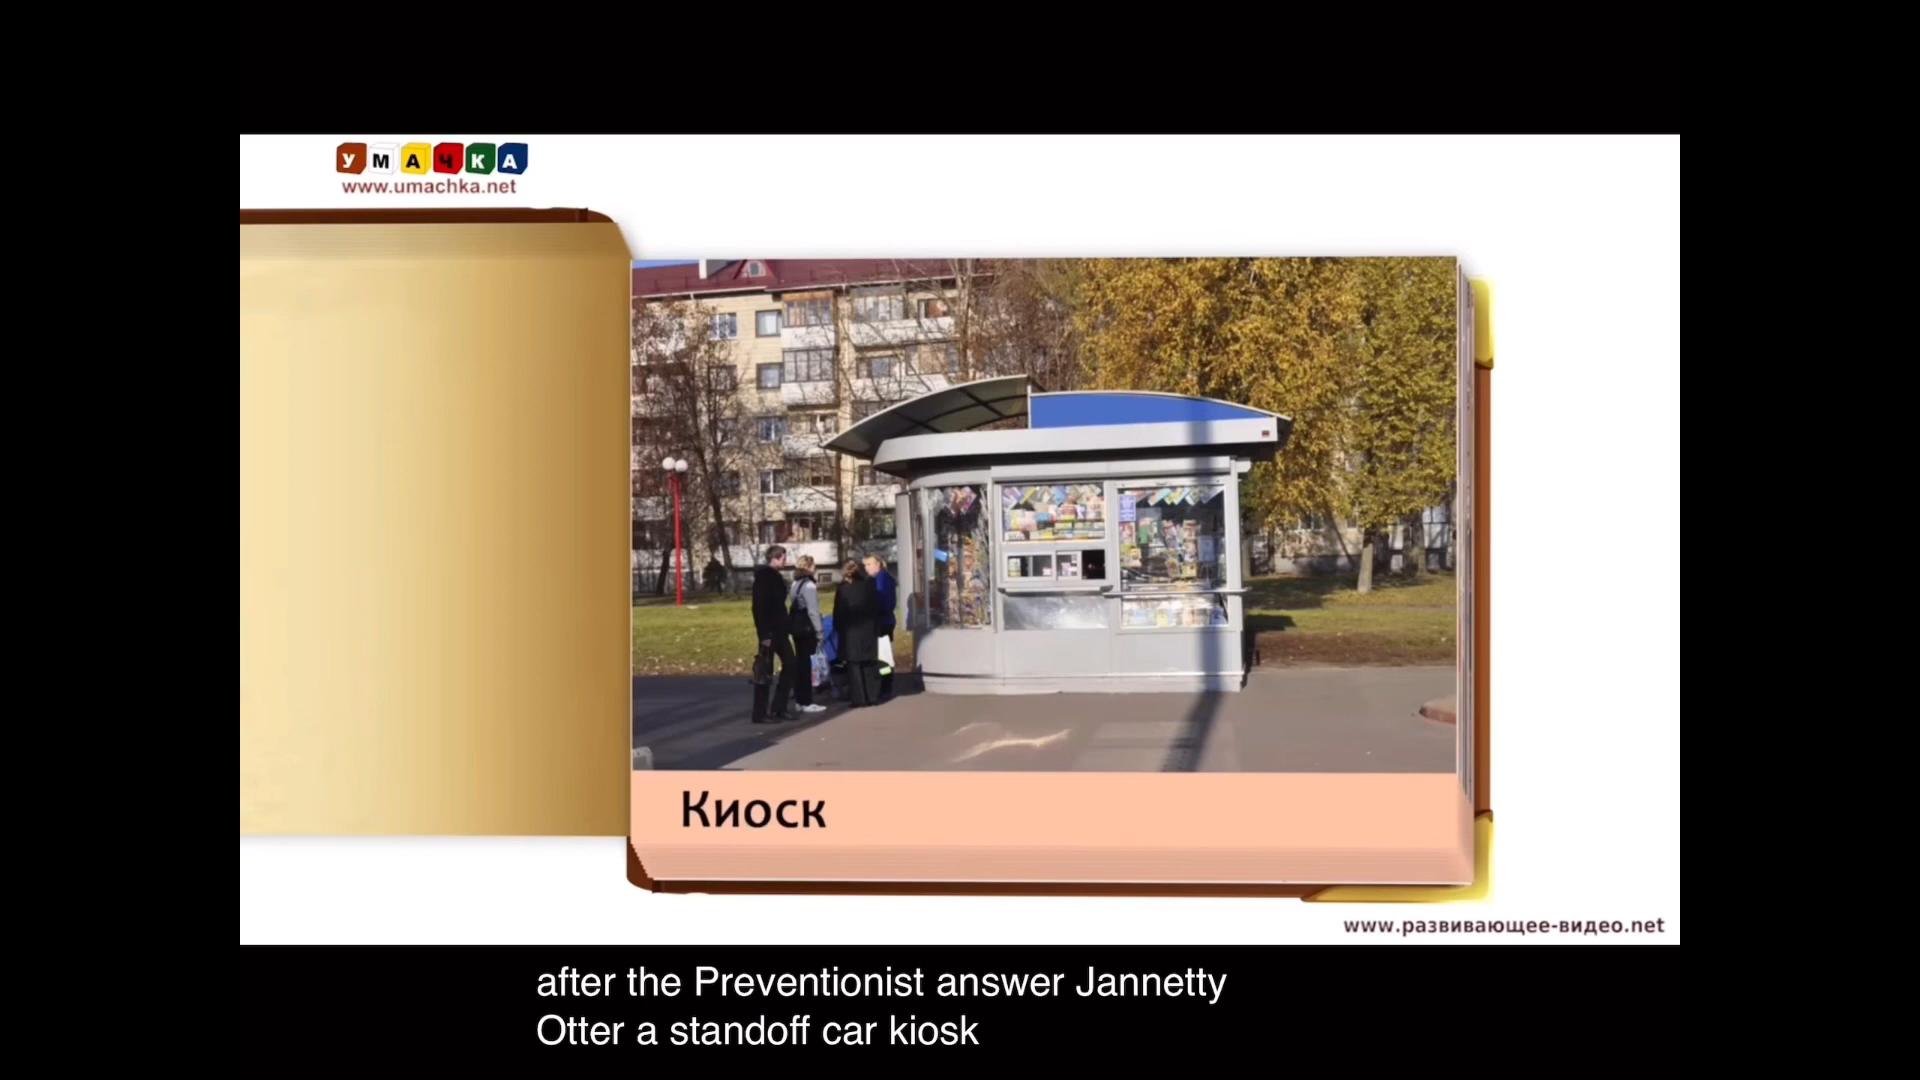 УМАЧКА
www.umachka.net
Киоск
www.развивающее-видео.net
after the Preventionist answer Jannetty
Otter a standoff car kiosk